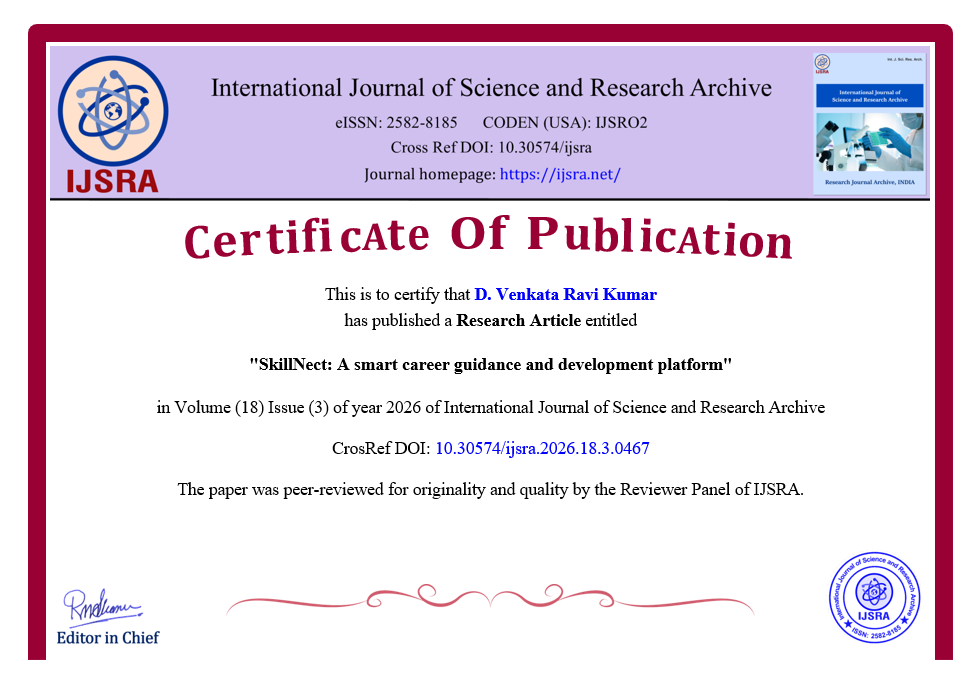 IJSRA
International Journal of Science and Research Archive
eISSN: 2582-8185 CODEN (USA): IJSRO2
Cross Ref DOI: 10.30574/ijsra
Journal homepage: https://ijsra.net/
IJSRA
Int. J. Sci. Res. Arch.
International Journal of
Science and Research Archive
Research Journal Archive, INDIA
CertificAte Of PublicAtion
This is to certify that D. Venkata Ravi Kumar
has published a Research Article entitled
"SkillNect: A smart career guidance and development platform"
in Volume (18) Issue (3) of year 2026 of International Journal of Science and Research Archive
CrosRef DOI: 10.30574/ijsra.2026.18.3.0467
The paper was peer-reviewed for originality and quality by the Reviewer Panel of IJSRA.
Editor in Chief
International Journal of Science and Research Archive
IJSRA
★ ISSN: 2582-8185 ★